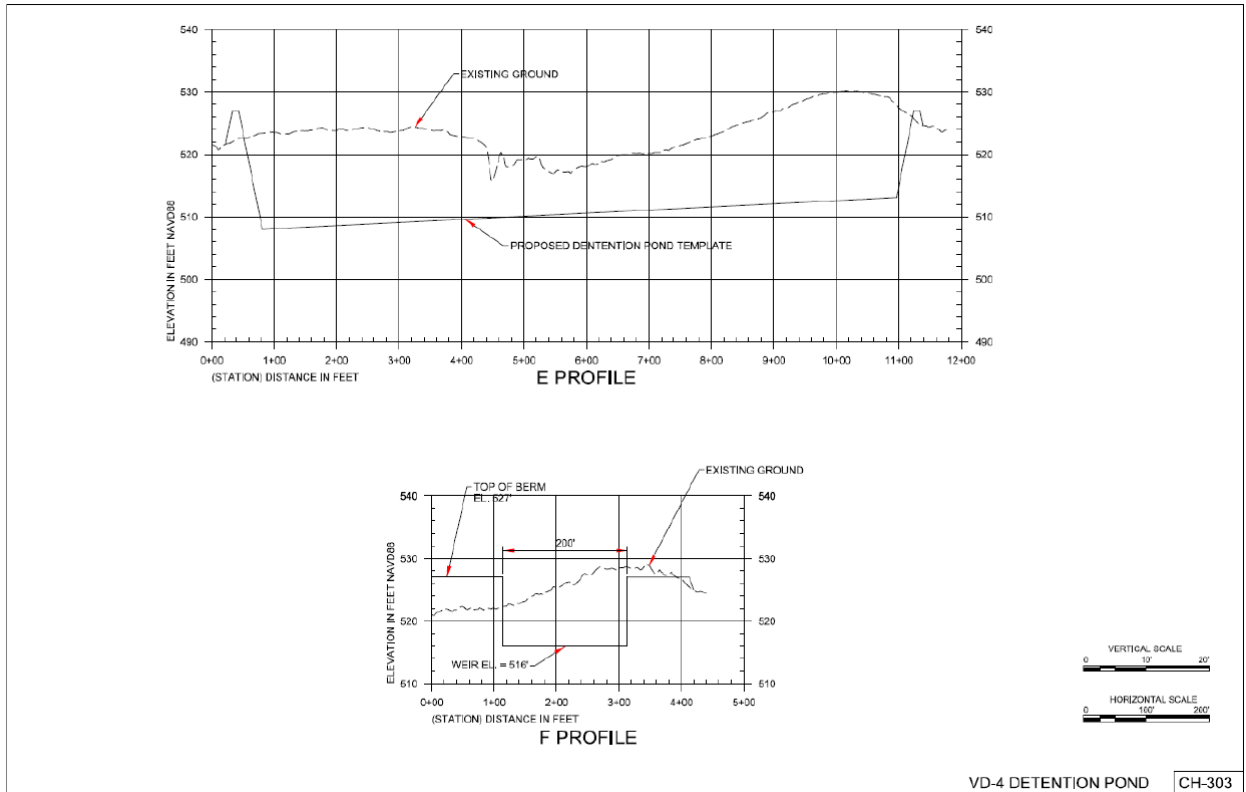 540
530
520
510
500
490
540
530
520
510
500
490
ELEVATION IN FEET NAVD88
EXISTING GROUND
PROPOSED DENTENTION POND TEMPLATE
0+00 1+00 2+00 3+00 4+00 5+00 6+00 7+00 8+00 9+00 10+00 11+00 12+00
(STATION) DISTANCE IN FEET
E PROFILE
EXISTING GROUND
TOP OF BERM
EL. 527'
540
530
520
510
540
530
520
510
ELEVATION IN FEET NAVD88
200'
WEIR EL. = 516'
0+00 1+00 2+00 3+00 4+00 5+00
(STATION) DISTANCE IN FEET
F PROFILE
VERTICAL SCALE
0 10' 20'
HORIZONTAL SCALE
0 100' 200'
VD-4 DETENTION POND CH-303